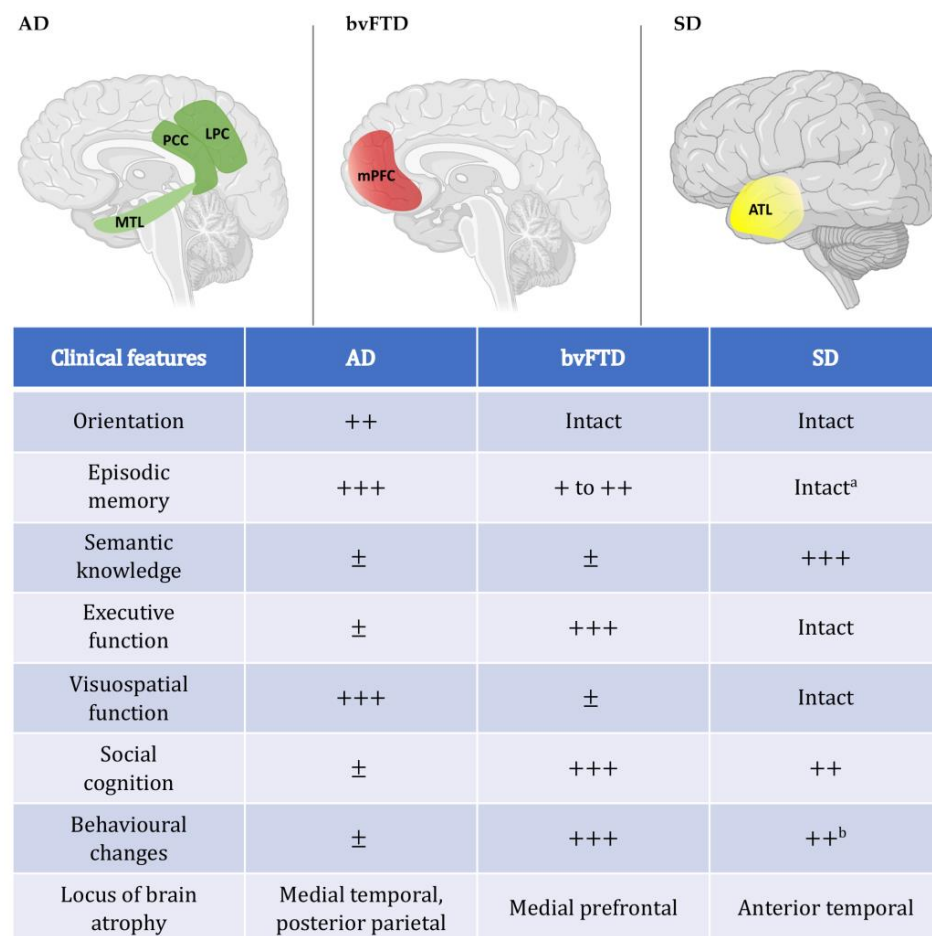 AD bvFTD SD
PCC LPC
MTL
mPFC
ATL
Clinical features AD bvFTD SD
Orientation ++ Intact Intact
Episodic
memory +++ + to ++ Intactᵃ
Semantic
knowledge ± ± +++
Executive
function ± +++ Intact
Visuospatial
function +++ ± Intact
Social
cognition ± +++ ++
Behavioural
changes ± +++ ++ᵇ
Locus of brain
atrophy
Medial temporal,
posterior parietal
Medial prefrontal
Anterior temporal